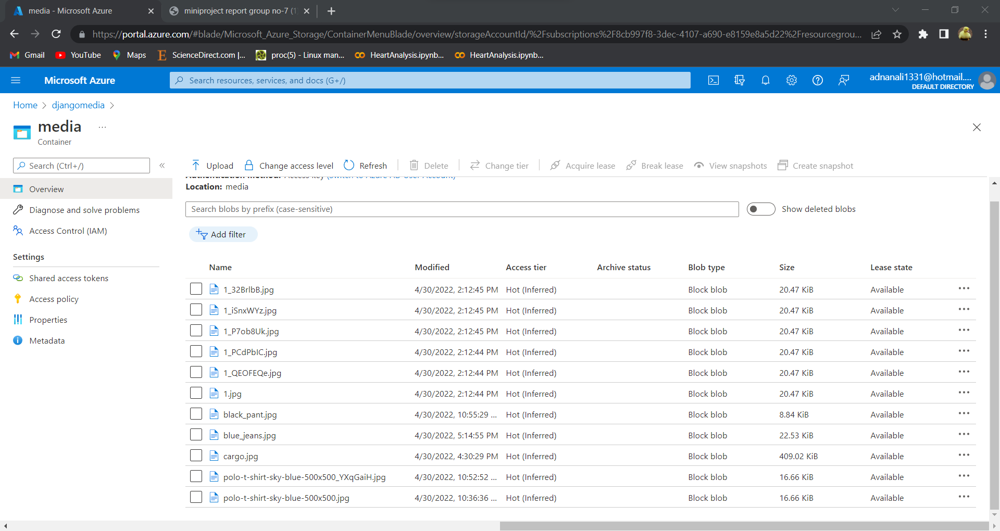 media - Microsoft Azure
miniproject report group no-7 (1
https://portal.azure.com/#blade/Microsoft_Azure_Storage/ContainerMenuBlade/overview/storageAccountId/%2Fsubscriptions%2F8cb997f8-3dec-4107-a690-e8159e8a5d22%2Fresourcegrou...
Gmail YouTube Maps ScienceDirect.com |... proc(5) - Linux man... HeartAnalysis.ipynb... HeartAnalysis.ipynb...
Microsoft Azure
Search resources, services, and docs (G+/)
adnanali1331@hotmail....
DEFAULT DIRECTORY
Home > djangomedia >
media ...
Container
Search (Ctrl+/) «
Overview
Diagnose and solve problems
Access Control (IAM)
Settings
Shared access tokens
Access policy
Properties
Metadata
Upload Change access level Refresh Delete Change tier Acquire lease Break lease View snapshots Create snapshot
Authentication method: Access key (Switch to Azure AD User Account)
Location: media
Search blobs by prefix (case-sensitive)
Show deleted blobs
Add filter
Name Modified Access tier Archive status Blob type Size Lease state
1_32BrlbB.jpg 4/30/2022, 2:12:45 PM Hot (Inferred) Block blob 20.47 KiB Available ...
1_iSnxWYz.jpg 4/30/2022, 2:12:45 PM Hot (Inferred) Block blob 20.47 KiB Available ...
1_P7ob8Uk.jpg 4/30/2022, 2:12:45 PM Hot (Inferred) Block blob 20.47 KiB Available ...
1_PCdPbIC.jpg 4/30/2022, 2:12:44 PM Hot (Inferred) Block blob 20.47 KiB Available ...
1_QEOFEQe.jpg 4/30/2022, 2:12:44 PM Hot (Inferred) Block blob 20.47 KiB Available ...
1.jpg 4/30/2022, 2:12:44 PM Hot (Inferred) Block blob 20.47 KiB Available ...
black_pant.jpg 4/30/2022, 10:55:29 ... Hot (Inferred) Block blob 8.84 KiB Available ...
blue_jeans.jpg 4/30/2022, 5:14:55 PM Hot (Inferred) Block blob 22.53 KiB Available ...
cargo.jpg 4/30/2022, 4:30:29 PM Hot (Inferred) Block blob 409.02 KiB Available ...
polo-t-shirt-sky-blue-500x500_YXqGaiH.jpg 4/30/2022, 10:52:52 ... Hot (Inferred) Block blob 16.66 KiB Available ...
polo-t-shirt-sky-blue-500x500.jpg 4/30/2022, 10:36:36 ... Hot (Inferred) Block blob 16.66 KiB Available ...